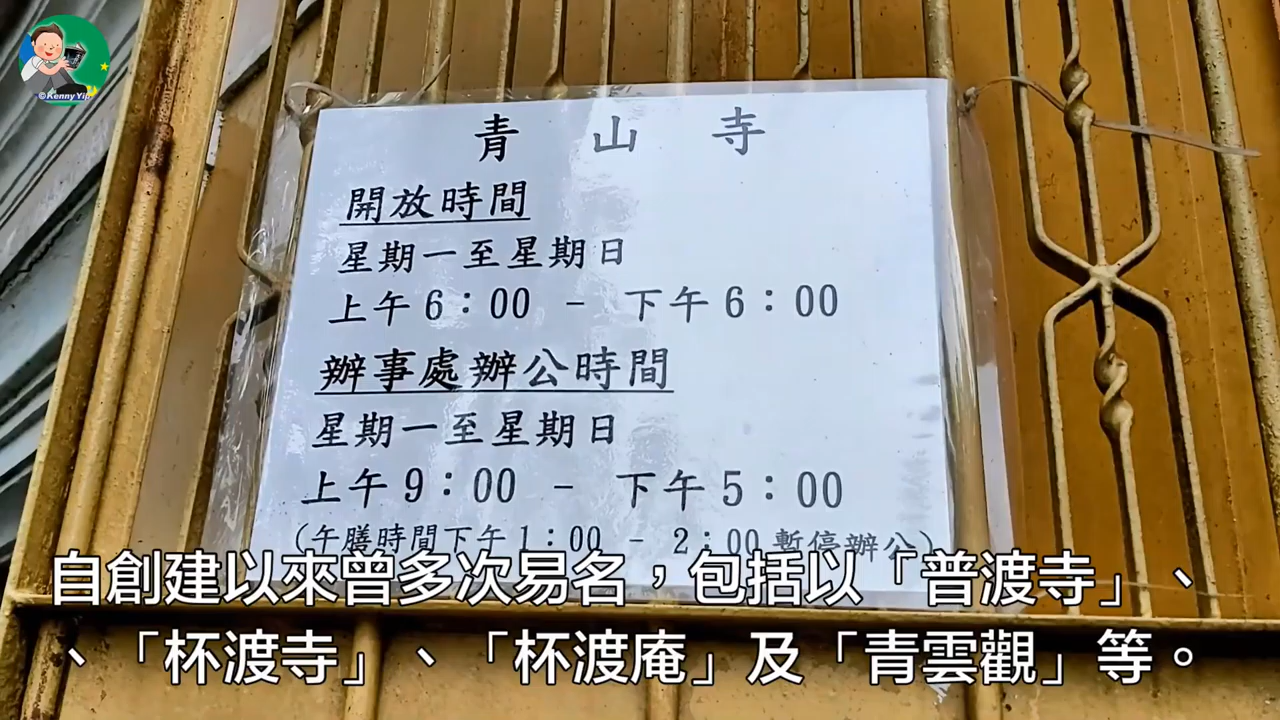 ©Kenny Yip
青山寺
開放時間
星期一至星期日
上午6：00 － 下午6：00
辦事處辦公時間
星期一至星期日
上午9：00 － 下午5：00
(午膳時間下午1：00 － 2：00暫停辦公)
自創建以來曾多次易名，包括以「普渡寺」、
、「杯渡寺」、「杯渡庵」及「青雲觀」等。